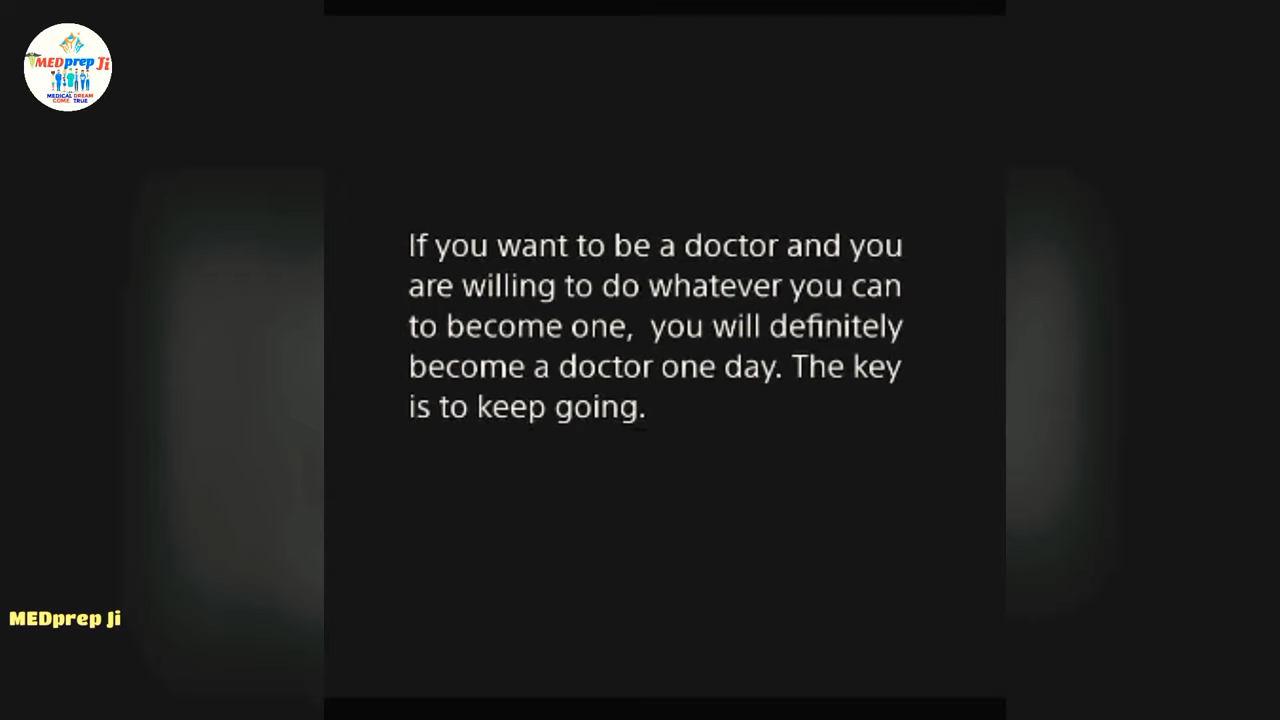 MEDprep Ji
MEDICAL DREAM
COME TRUE
If you want to be a doctor and you
are willing to do whatever you can
to become one,  you will definitely
become a doctor one day. The key
is to keep going.
MEDprep Ji